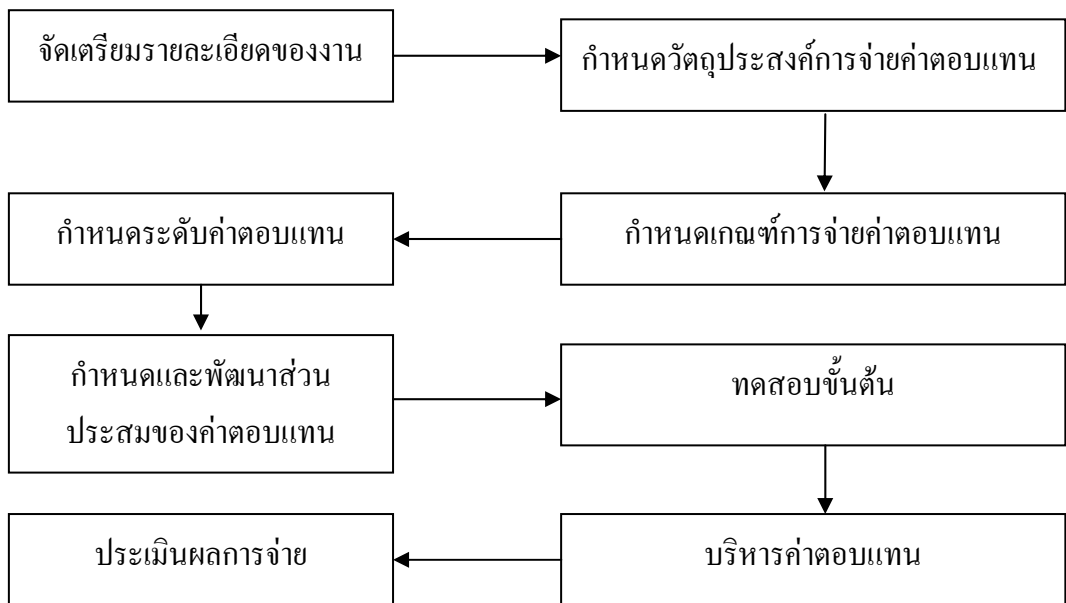 จัดเตรียมรายละเอียดของงาน
กำหนดวัตถุประสงค์การจ่ายค่าตอบแทน
กำหนดเกณฑ์การจ่ายค่าตอบแทน
กำหนดระดับค่าตอบแทน
กำหนดและพัฒนาส่วน
ประสมของค่าตอบแทน
ทดสอบขั้นต้น
บริหารค่าตอบแทน
ประเมินผลการจ่าย